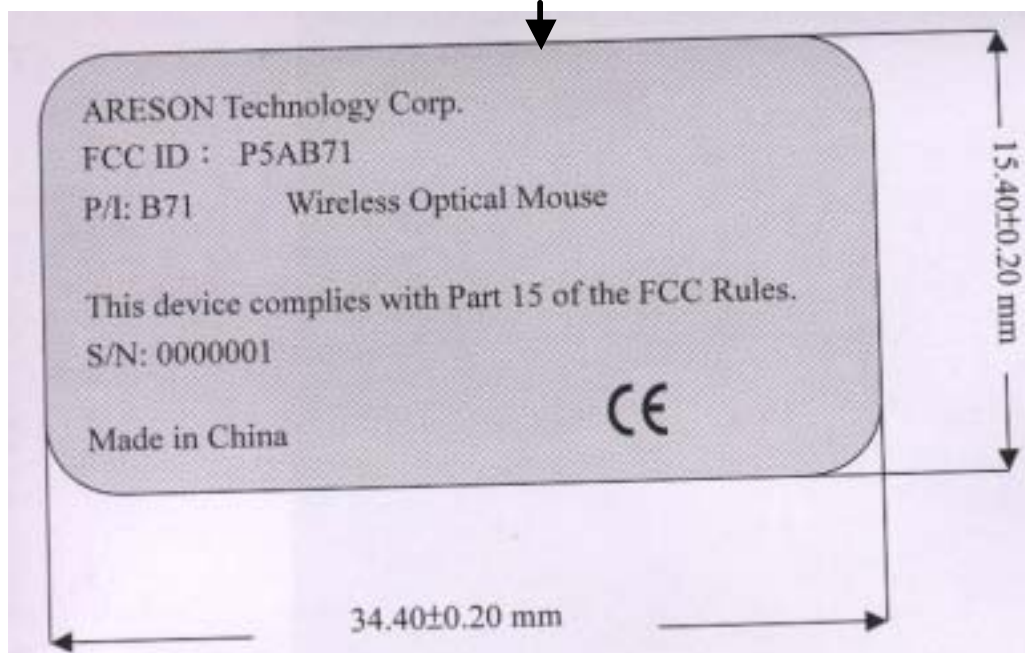 ARESON Technology Corp.
FCC ID： P5AB71
P/I: B71 Wireless Optical Mouse
This device complies with Part 15 of the FCC Rules.
S/N: 0000001
CE
Made in China
15.40±0.20 mm
34.40±0.20 mm